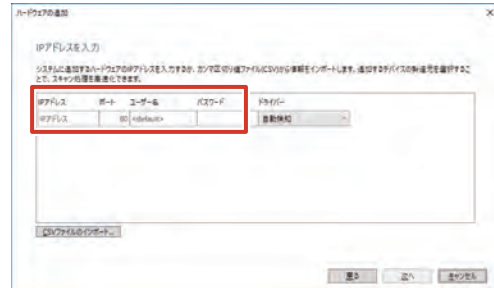 ハードウェアの追加
IPアドレスを入力
システムに追加するハードウェアのIPアドレスを入力するか、カンマ区切り値ファイル(CSV)から情報をインポートします。追加するデバイスの製造元を選択するこ
とで、スキャン処理を最適化できます。
IPアドレス ポート ユーザー名 パスワード ドライバー
IPアドレス 80 <default> 自動検知
CSVファイルのインポート...
戻る 次へ キャンセル